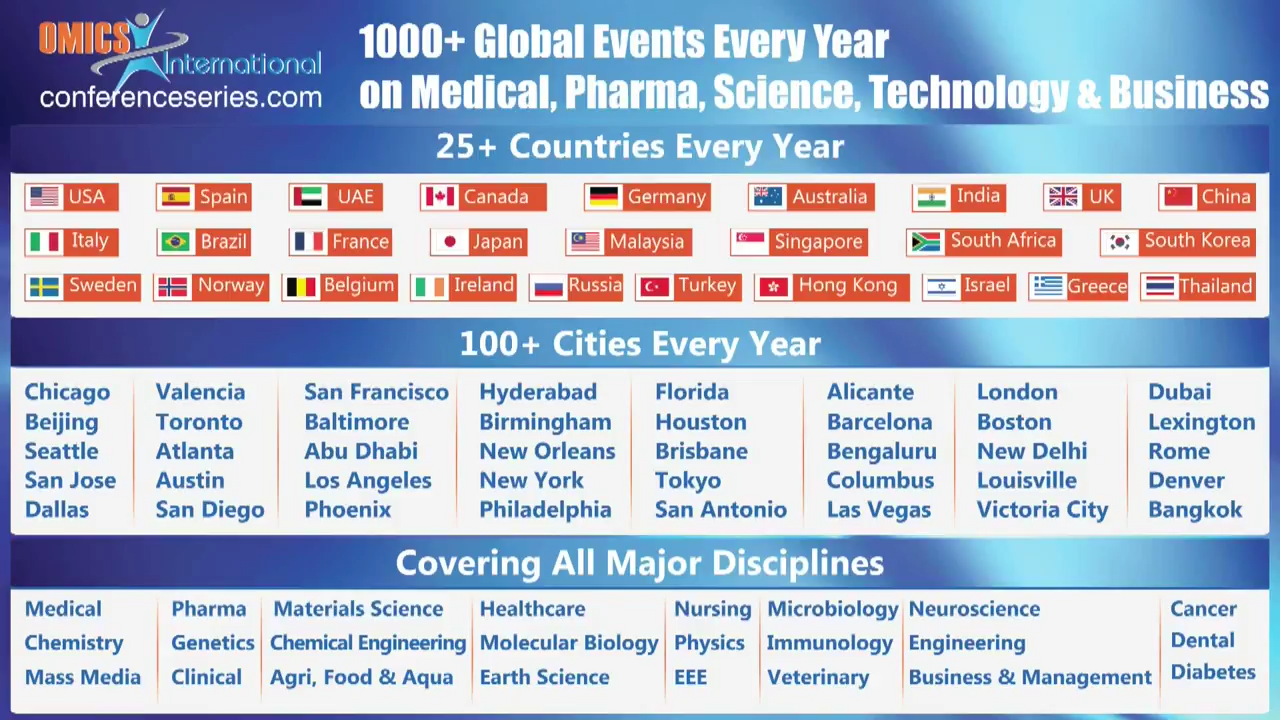 OMICS International
conferenceseries.com
1000+ Global Events Every Year
on Medical, Pharma, Science, Technology & Business
25+ Countries Every Year
USA Spain UAE Canada Germany Australia India UK China
Italy Brazil France Japan Malaysia Singapore South Africa South Korea
Sweden Norway Belgium Ireland Russia Turkey Hong Kong Israel Greece Thailand
100+ Cities Every Year
Chicago Valencia San Francisco Hyderabad Florida Alicante London Dubai
Beijing Toronto Baltimore Birmingham Houston Barcelona Boston Lexington
Seattle Atlanta Abu Dhabi New Orleans Brisbane Bengaluru New Delhi Rome
San Jose Austin Los Angeles New York Tokyo Columbus Louisville Denver
Dallas San Diego Phoenix Philadelphia San Antonio Las Vegas Victoria City Bangkok
Covering All Major Disciplines
Medical Pharma Materials Science Healthcare Nursing Microbiology Neuroscience Cancer
Chemistry Genetics Chemical Engineering Molecular Biology Physics Immunology Engineering Dental
Mass Media Clinical Agri, Food & Aqua Earth Science EEE Veterinary Business & Management Diabetes